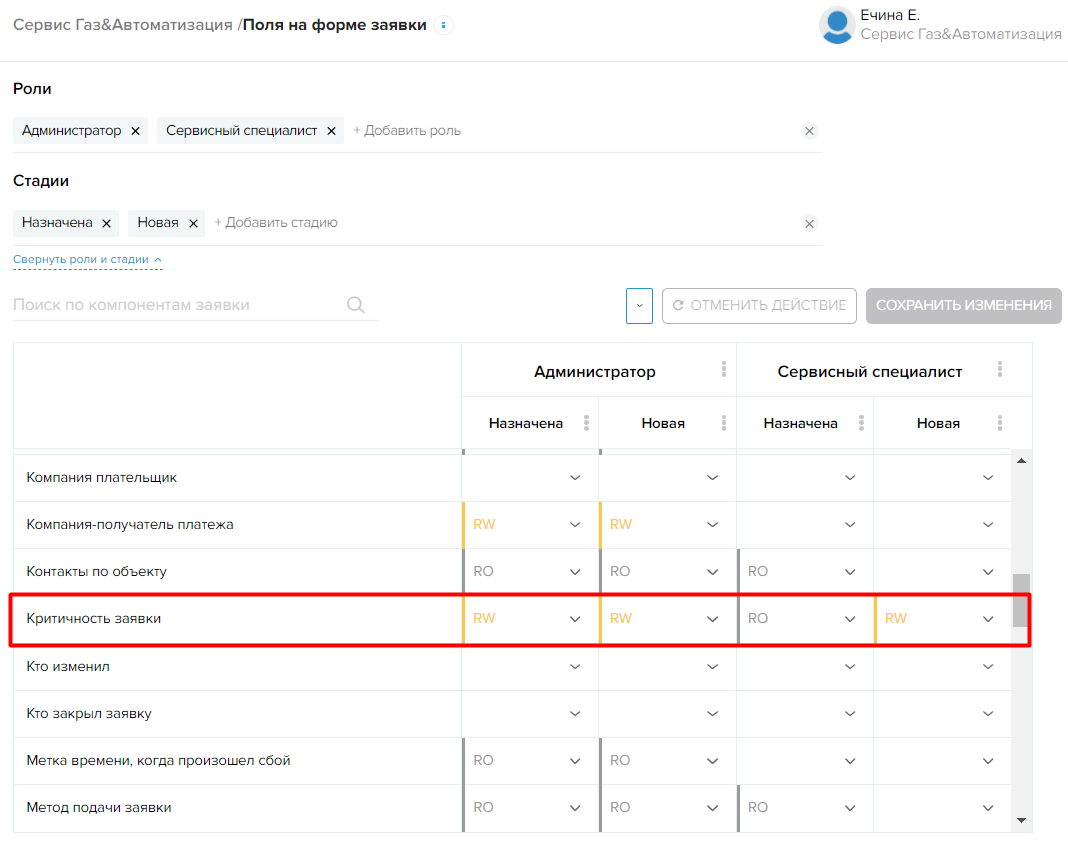 Сервис Газ&Автоматизация /Поля на форме заявки
Ечина Е.
Сервис Газ&Автоматизация
Роли
Администратор × Сервисный специалист × + Добавить роль
Стадии
Назначена × Новая × + Добавить стадию
Свернуть роли и стадии
Поиск по компонентам заявки
ОТМЕНИТЬ ДЕЙСТВИЕ СОХРАНИТЬ ИЗМЕНЕНИЯ
Администратор Сервисный специалист
Назначена Новая Назначена Новая
Компания плательщик
Компания-получатель платежа RW RW
Контакты по объекту RO RO RO
Критичность заявки RW RW RO RW
Кто изменил
Кто закрыл заявку
Метка времени, когда произошел сбой RO RO
Метод подачи заявки RO RO RO